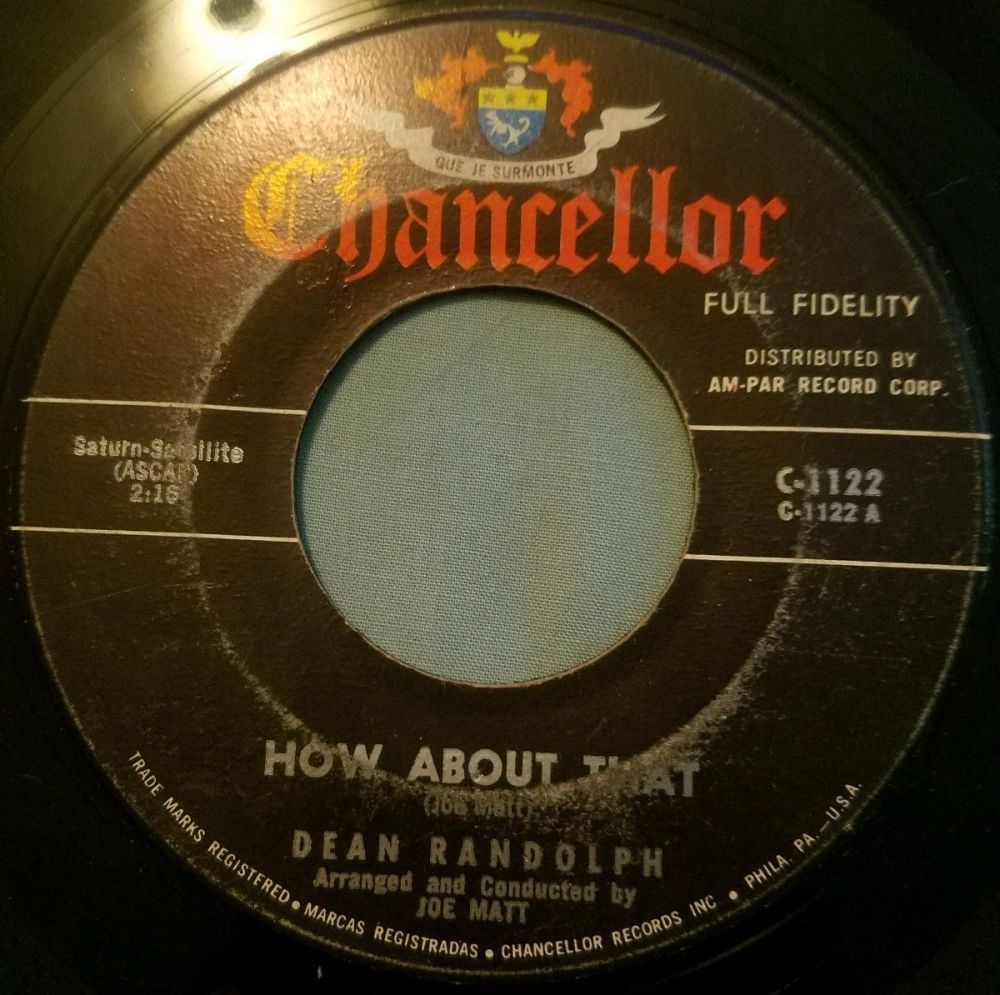 QUE JE SURMONTE
Chancellor
FULL FIDELITY
DISTRIBUTED BY
AM-PAR RECORD CORP.
Saturn-Satellite
(ASCAP)
2:16
C-1122
C-1122 A
HOW ABOUT THAT
(Joe Matt)
DEAN RANDOLPH
Arranged and Conducted by
JOE MATT
TRADE MARKS REGISTERED • MARCAS REGISTRADAS • CHANCELLOR RECORDS INC • PHILA. PA. – U.S.A.